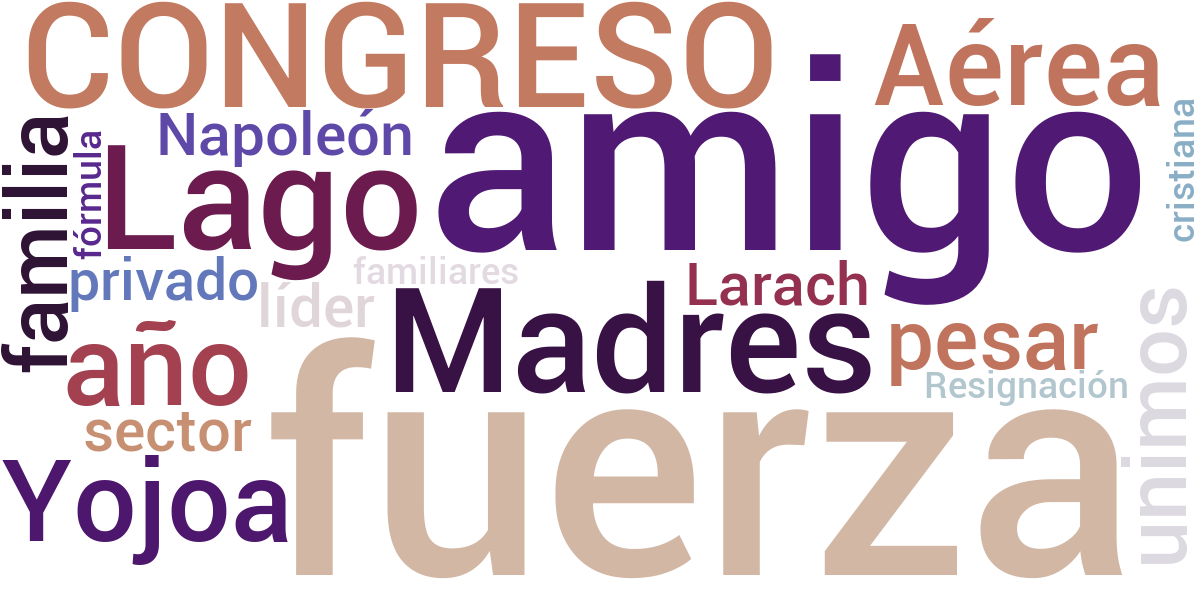 CONGRESO
Aérea
amigo
Napoleón
familia
fórmula
Lago
cristiana
privado
familiares
líder
Larach
Madres
pesar
año
Resignación
unimos
sector
fuerza
Yojoa